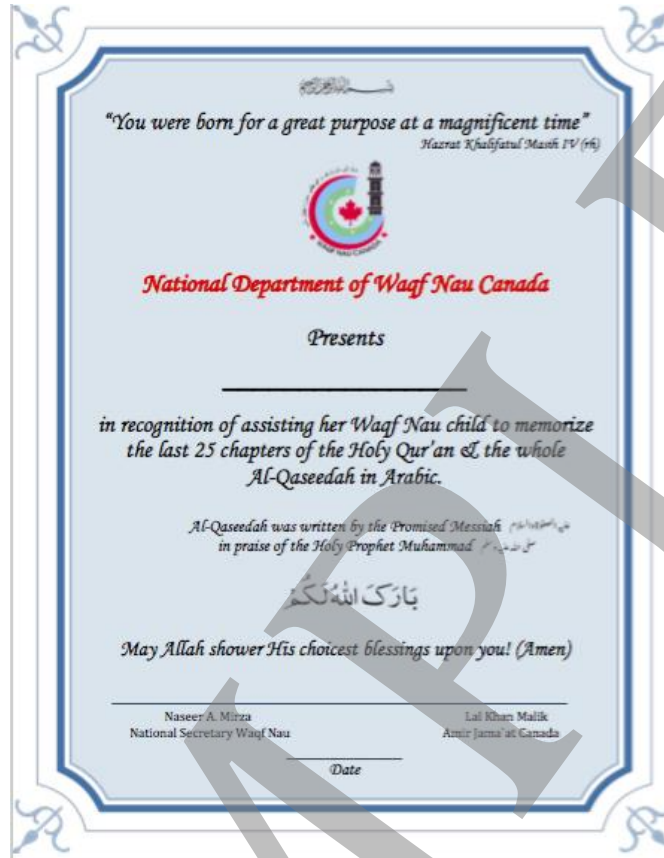 “You were born for a great purpose at a magnificent time”
Hazrat Khalifatul Masih IV (rh)
WAQF NAU CANADA
National Department of Waqf Nau Canada
Presents
in recognition of assisting her Waqf Nau child to memorize
the last 25 chapters of the Holy Qur'an & the whole
Al-Qaseedah in Arabic.
Al-Qaseedah was written by the Promised Messiah
in praise of the Holy Prophet Muhammad
بَارَكَ اللهُ لَكُمْ
May Allah shower His choicest blessings upon you! (Amen)
Naseer A. Mirza
National Secretary Waqf Nau
Lal Khan Malik
Amir Jama`at Canada
Date